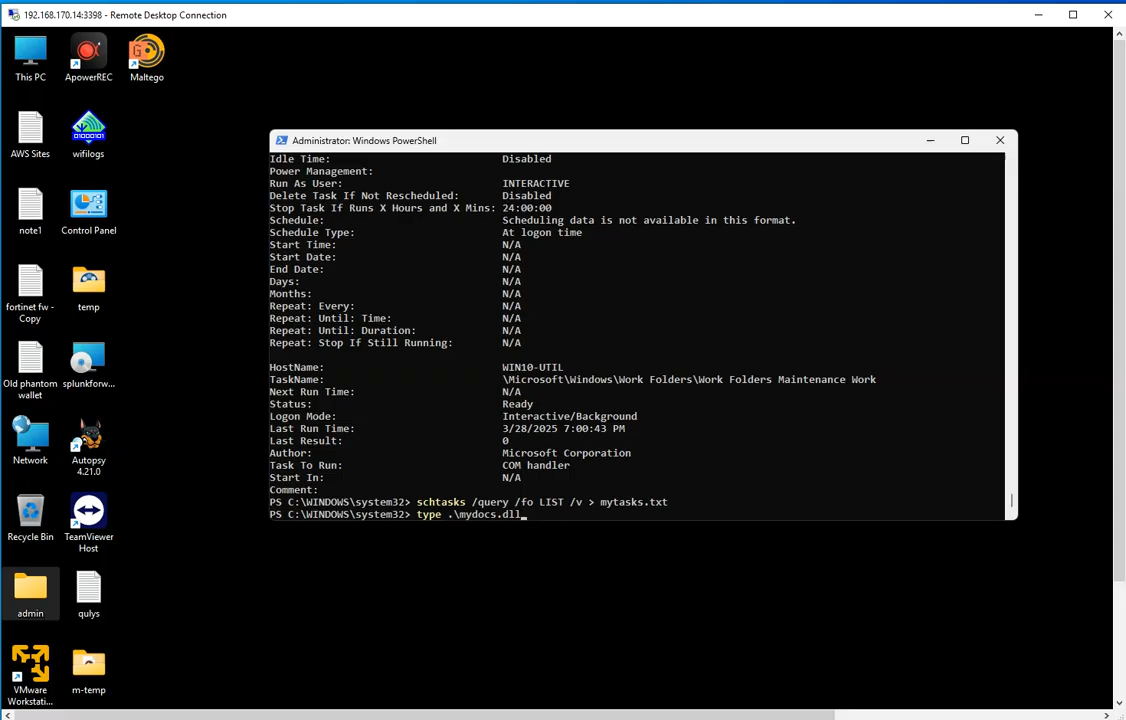 192.168.170.14:3398 - Remote Desktop Connection
This PC
ApowerREC
Maltego
AWS Sites
wifilogs
note1
Control Panel
fortinet fw -
Copy
temp
Old phantom
wallet
splunkforw...
Network
Autopsy
4.21.0
Recycle Bin
TeamViewer
Host
admin
qulys
VMware
Workstati...
m-temp
Administrator: Windows PowerShell
Idle Time: Disabled
Power Management:
Run As User: INTERACTIVE
Delete Task If Not Rescheduled: Disabled
Stop Task If Runs X Hours and X Mins: 24:00:00
Schedule: Scheduling data is not available in this format.
Schedule Type: At logon time
Start Time: N/A
Start Date: N/A
End Date: N/A
Days: N/A
Months: N/A
Repeat: Every: N/A
Repeat: Until: Time: N/A
Repeat: Until: Duration: N/A
Repeat: Stop If Still Running: N/A
HostName: WIN10-UTIL
TaskName: \Microsoft\Windows\Work Folders\Work Folders Maintenance Work
Next Run Time: N/A
Status: Ready
Logon Mode: Interactive/Background
Last Run Time: 3/28/2025 7:00:43 PM
Last Result: 0
Author: Microsoft Corporation
Task To Run: COM handler
Start In: N/A
Comment:
PS C:\WINDOWS\system32> schtasks /query /fo LIST /v > mytasks.txt
PS C:\WINDOWS\system32> type .\mydocs.dll